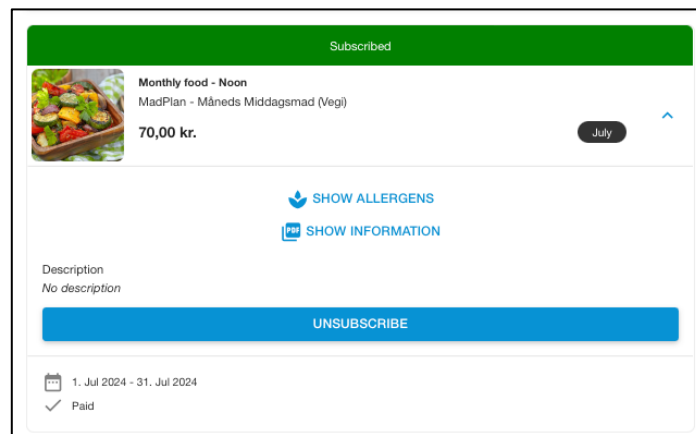 Subscribed
Monthly food - Noon
MadPlan - Måneds Middagsmad (Vegi)
70,00 kr.
July
SHOW ALLERGENS
PDF
SHOW INFORMATION
Description
No description
UNSUBSCRIBE
1. Jul 2024 - 31. Jul 2024
Paid